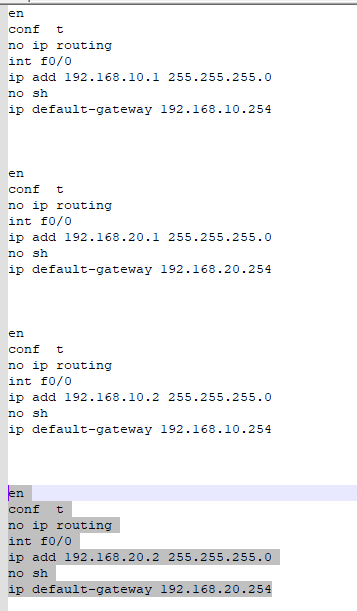 en
conf  t
no ip routing
int f0/0
ip add 192.168.10.1 255.255.255.0
no sh
ip default-gateway 192.168.10.254
en
conf  t
no ip routing
int f0/0
ip add 192.168.20.1 255.255.255.0
no sh
ip default-gateway 192.168.20.254
en
conf  t
no ip routing
int f0/0
ip add 192.168.10.2 255.255.255.0
no sh
ip default-gateway 192.168.10.254
en
conf  t
no ip routing
int f0/0
ip add 192.168.20.2 255.255.255.0
no sh
ip default-gateway 192.168.20.254